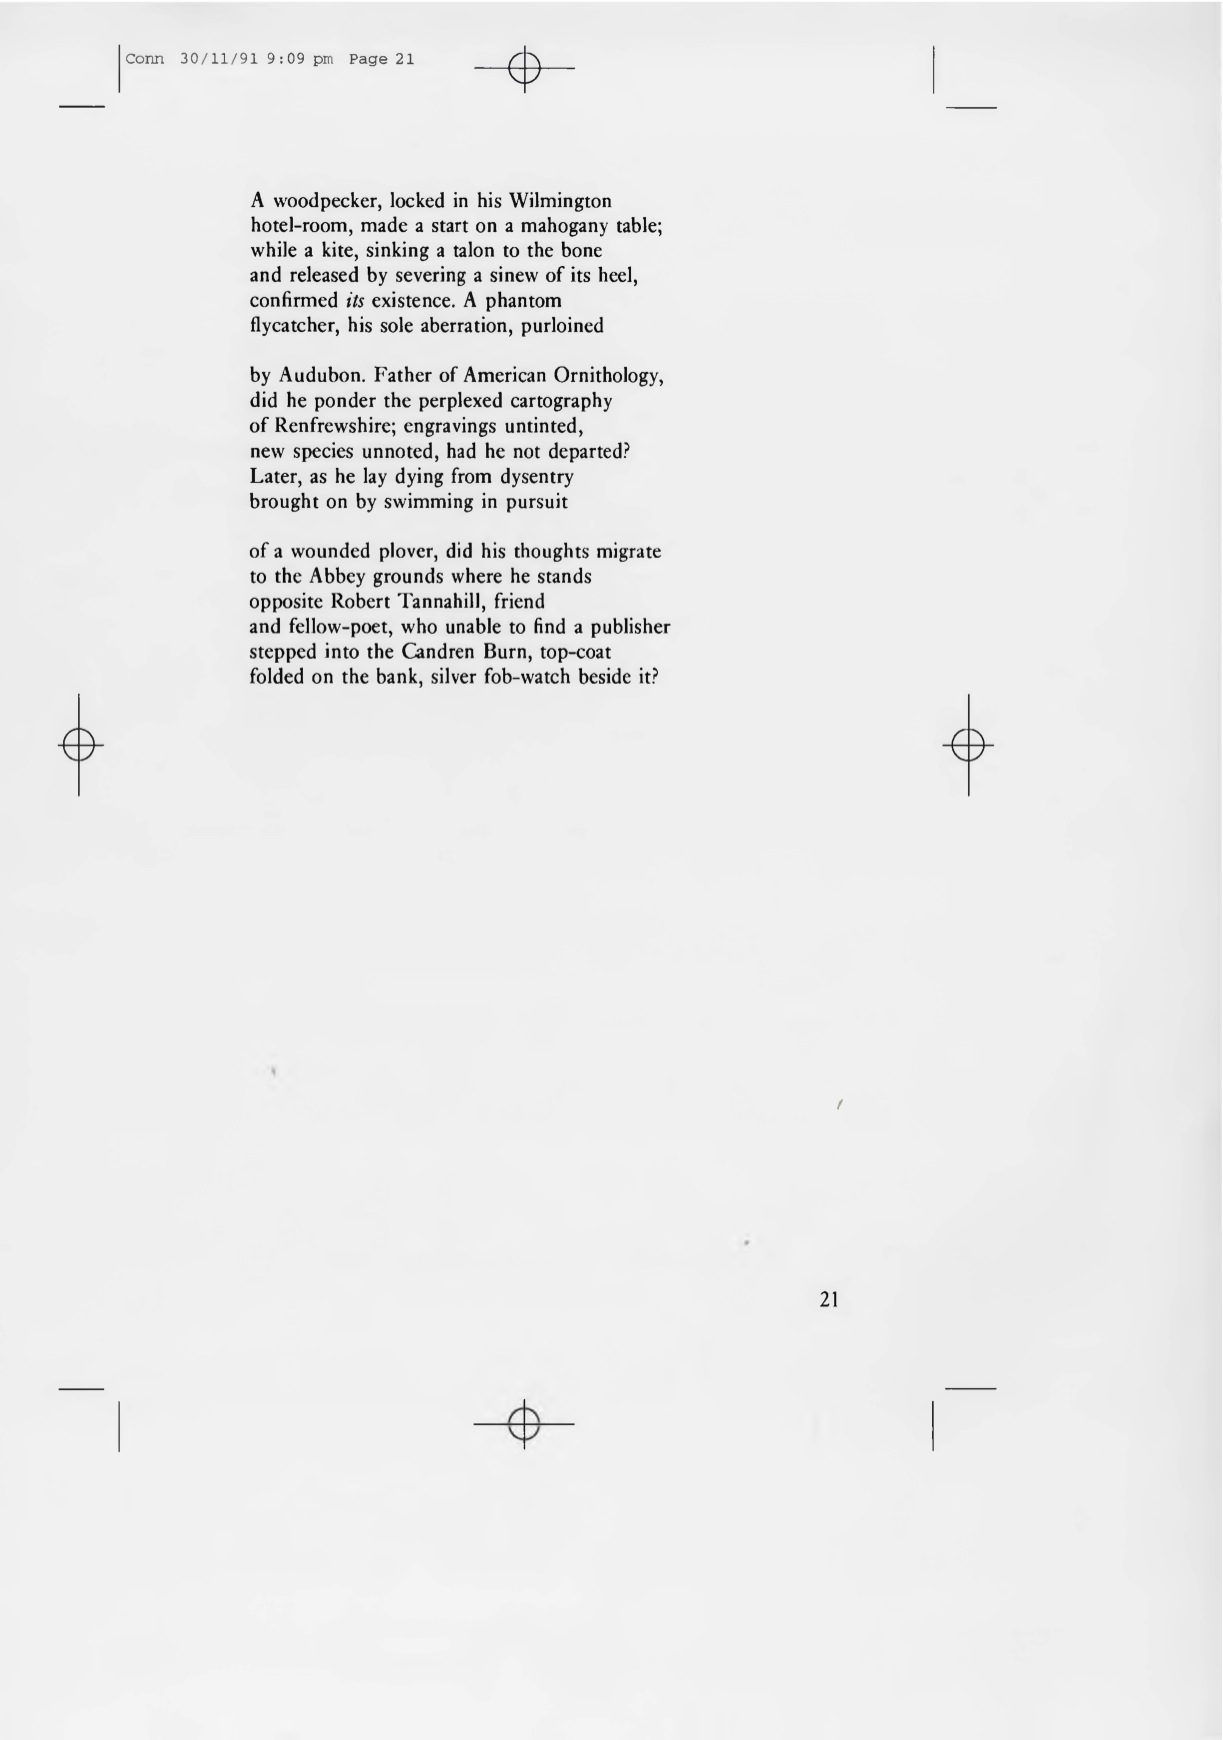 Conn 30/11/91 9:09 pm Page 21
A woodpecker, locked in his Wilmington
hotel-room, made a start on a mahogany table;
while a kite, sinking a talon to the bone
and released by severing a sinew of its heel,
confirmed its existence. A phantom
flycatcher, his sole aberration, purloined
by Audubon. Father of American Ornithology,
did he ponder the perplexed cartography
of Renfrewshire; engravings untinted,
new species unnoted, had he not departed?
Later, as he lay dying from dysentry
brought on by swimming in pursuit
of a wounded plover, did his thoughts migrate
to the Abbey grounds where he stands
opposite Robert Tannahill, friend
and fellow-poet, who unable to find a publisher
stepped into the Candren Burn, top-coat
folded on the bank, silver fob-watch beside it?
21